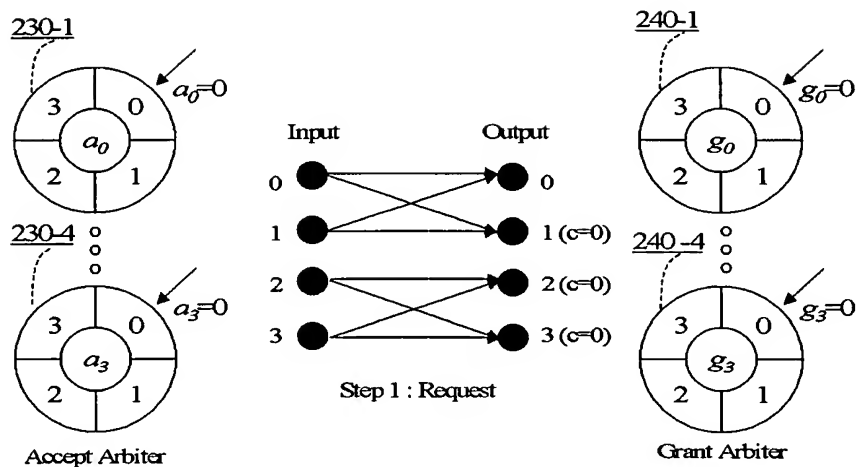 230-1
3 0
a0
2 1
a0=0
230-4
3 0
a3
2 1
a3=0
Accept Arbiter
Input Output
0 0
1 1 (c=0)
2 2 (c=0)
3 3 (c=0)
Step 1 : Request
240-1
3 0
g0
2 1
g0=0
240 -4
3 0
g3
2 1
g3=0
Grant Arbiter